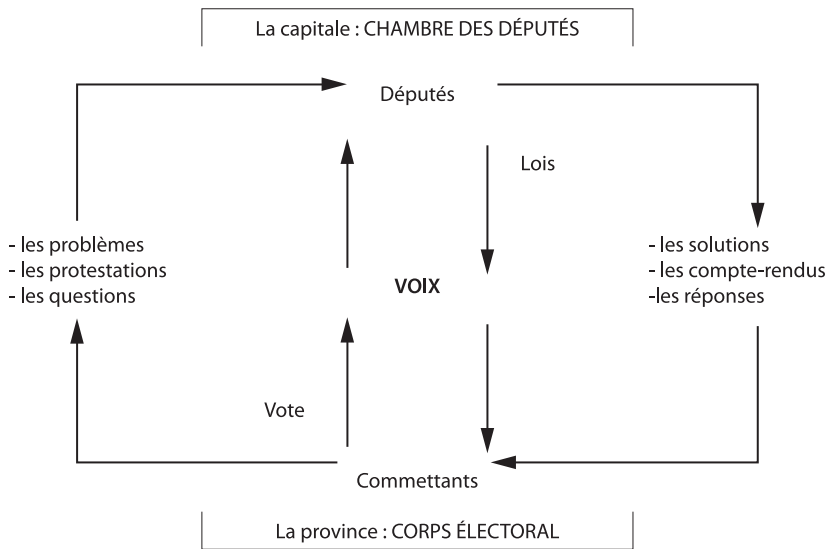 La capitale : CHAMBRE DES DÉPUTÉS
Députés
Lois
- les problèmes
- les protestations
- les questions
VOIX
- les solutions
- les compte-rendus
-les réponses
Vote
Commettants
La province : CORPS ÉLECTORAL